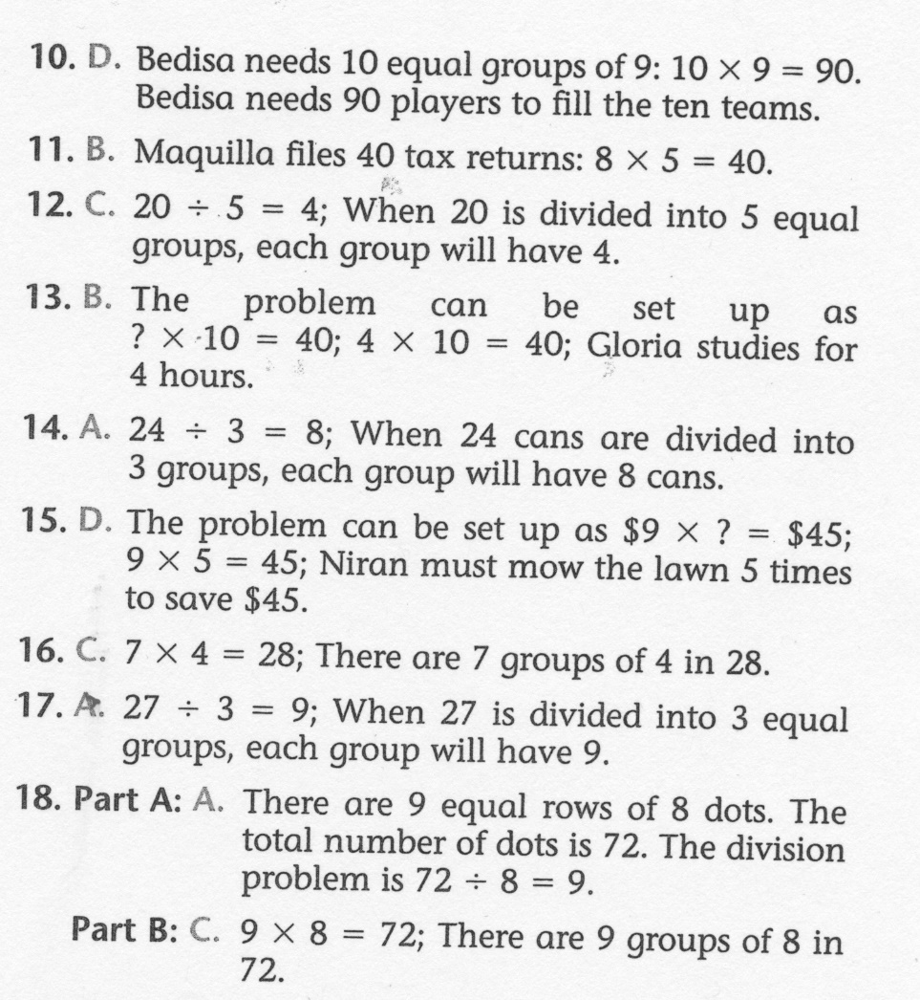 10. D. Bedisa needs 10 equal groups of 9: 10 × 9 = 90.
Bedisa needs 90 players to fill the ten teams.
11. B. Maquilla files 40 tax returns: 8 × 5 = 40.
12. C. 20 ÷ 5 = 4; When 20 is divided into 5 equal
groups, each group will have 4.
13. B. The problem can be set up as
? × 10 = 40; 4 × 10 = 40; Gloria studies for
4 hours.
14. A. 24 ÷ 3 = 8; When 24 cans are divided into
3 groups, each group will have 8 cans.
15. D. The problem can be set up as $9 × ? = $45;
9 × 5 = 45; Niran must mow the lawn 5 times
to save $45.
16. C. 7 × 4 = 28; There are 7 groups of 4 in 28.
17. A. 27 ÷ 3 = 9; When 27 is divided into 3 equal
groups, each group will have 9.
18. Part A: A. There are 9 equal rows of 8 dots. The
total number of dots is 72. The division
problem is 72 ÷ 8 = 9.
Part B: C. 9 × 8 = 72; There are 9 groups of 8 in
72.